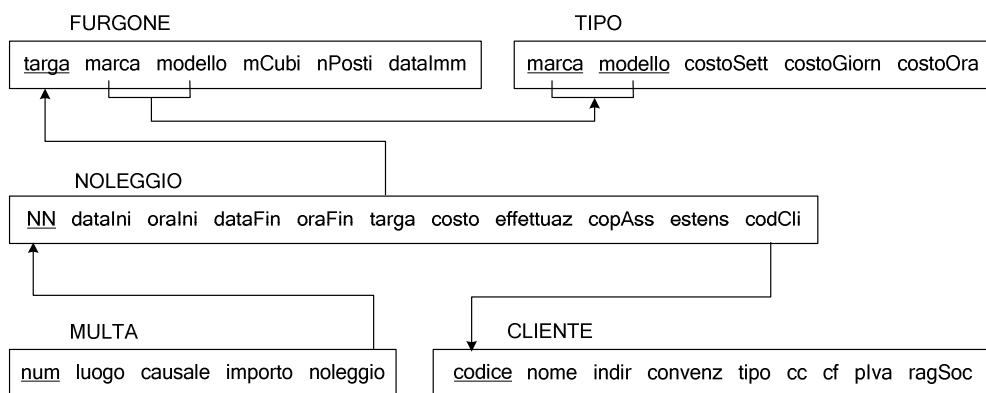 FURGONE
TIPO
targa marca modello mCubi nPosti dataImm
marca modello costoSett costoGiorn costoOra
NOLEGGIO
NN dataIni oraIni dataFin oraFin targa costo effettuaz copAss estens codCli
MULTA
CLIENTE
num luogo causale importo noleggio
codice nome indir convenz tipo cc cf pIva ragSoc